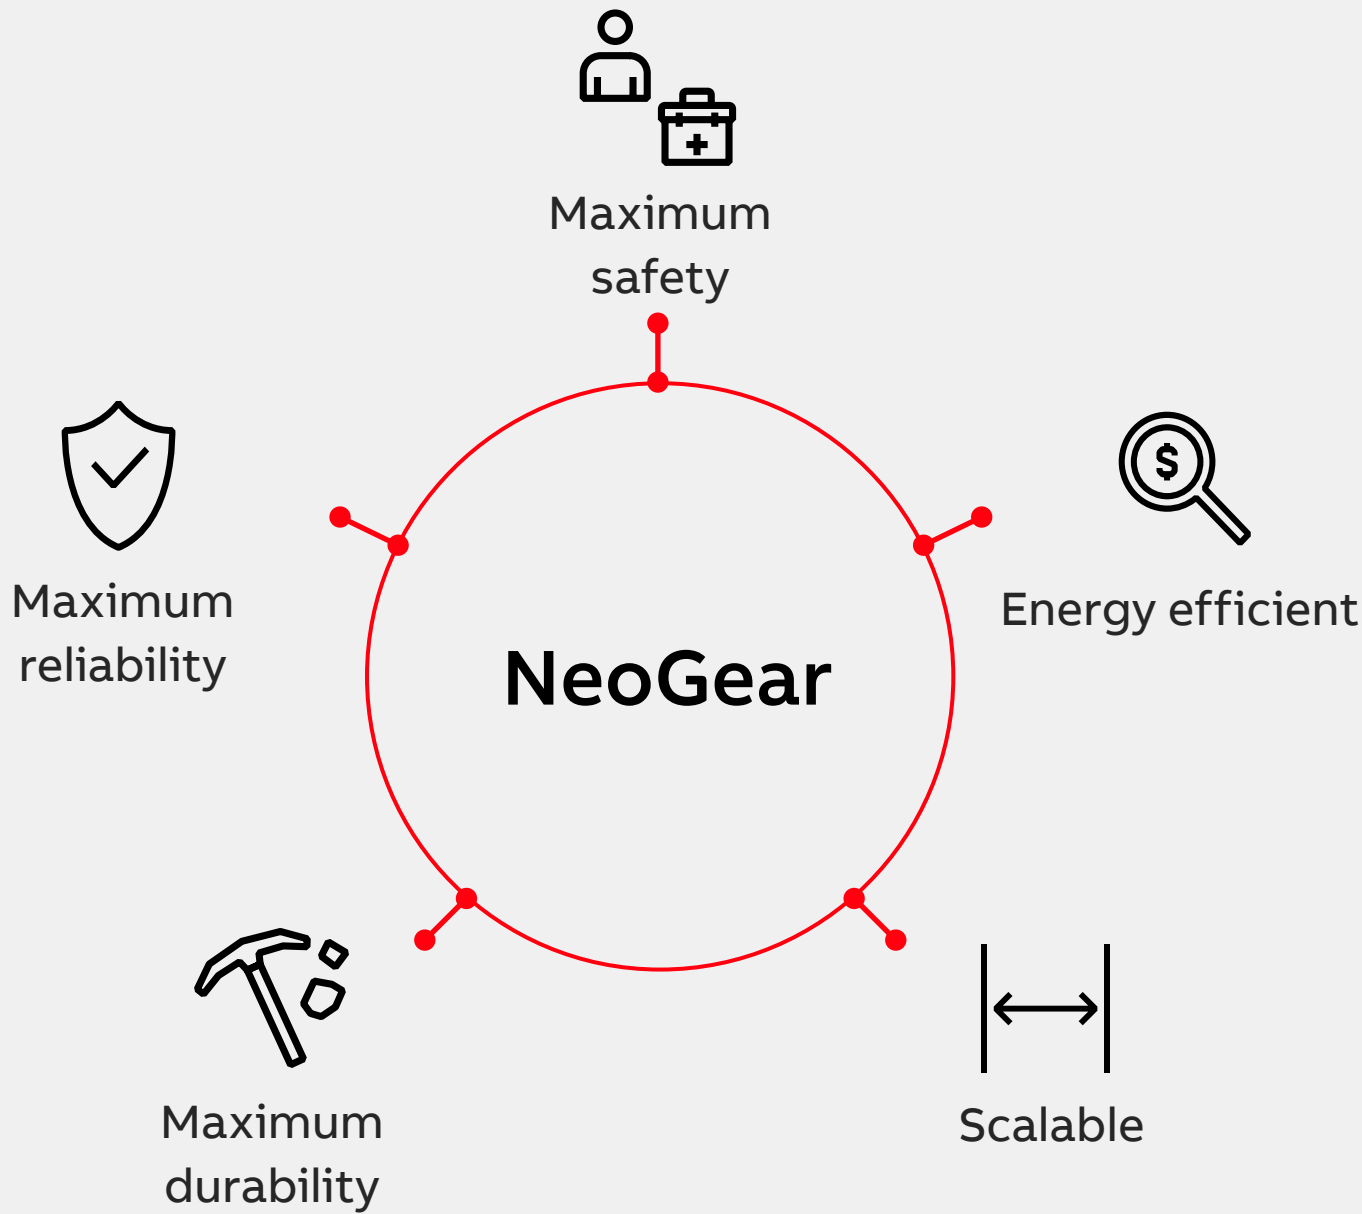 Maximum
safety
Maximum
reliability
$
Energy efficient
NeoGear
Maximum
durability
Scalable